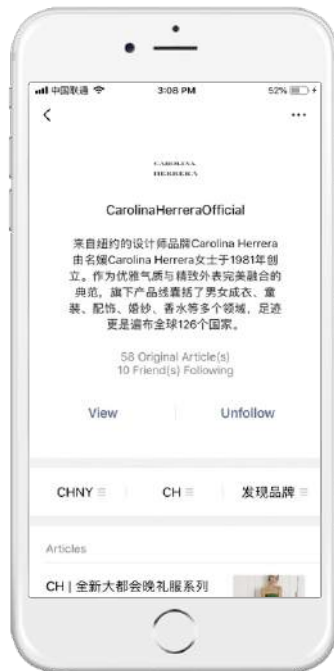 中国联通 3:08 PM 52%
CAROLINA
HERRERA
CarolinaHerreraOfficial
来自纽约的设计师品牌Carolina Herrera
由名媛Carolina Herrera女士于1981年创
立。作为优雅气质与精致外表完美融合的
典范，旗下产品线囊括了男女成衣、童
装、配饰、婚纱、香水等多个领域，足迹
更是遍布全球126个国家。
58 Original Article(s)
10 Friend(s) Following
View Unfollow
CHNY CH 发现品牌
Articles
CH | 全新大都会晚礼服系列